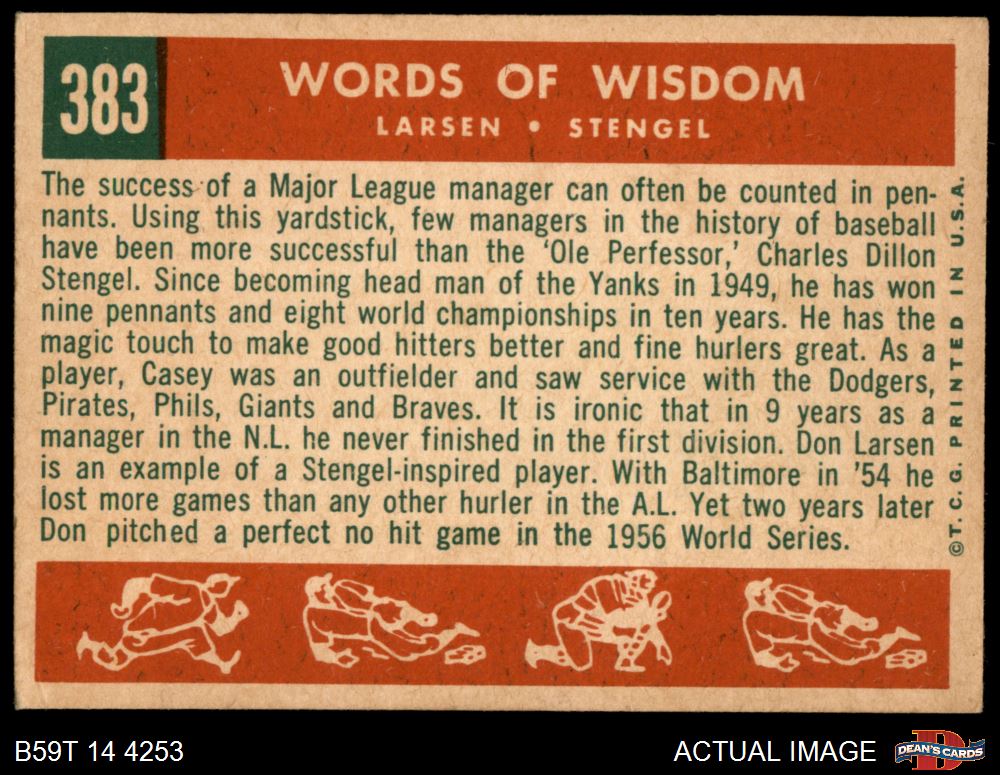 383
WORDS OF WISDOM
LARSEN • STENGEL
The success of a Major League manager can often be counted in pen-
nants. Using this yardstick, few managers in the history of baseball
have been more successful than the ‘Ole Perfessor,’ Charles Dillon
Stengel. Since becoming head man of the Yanks in 1949, he has won
nine pennants and eight world championships in ten years. He has the
magic touch to make good hitters better and fine hurlers great. As a
player, Casey was an outfielder and saw service with the Dodgers,
Pirates, Phils, Giants and Braves. It is ironic that in 9 years as a
manager in the N.L. he never finished in the first division. Don Larsen
is an example of a Stengel-inspired player. With Baltimore in ’54 he
lost more games than any other hurler in the A.L. Yet two years later
Don pitched a perfect no hit game in the 1956 World Series.
©T. C. G. PRINTED IN U.S.A.
B59T 14 4253
ACTUAL IMAGE
D
DEAN'S CARDS